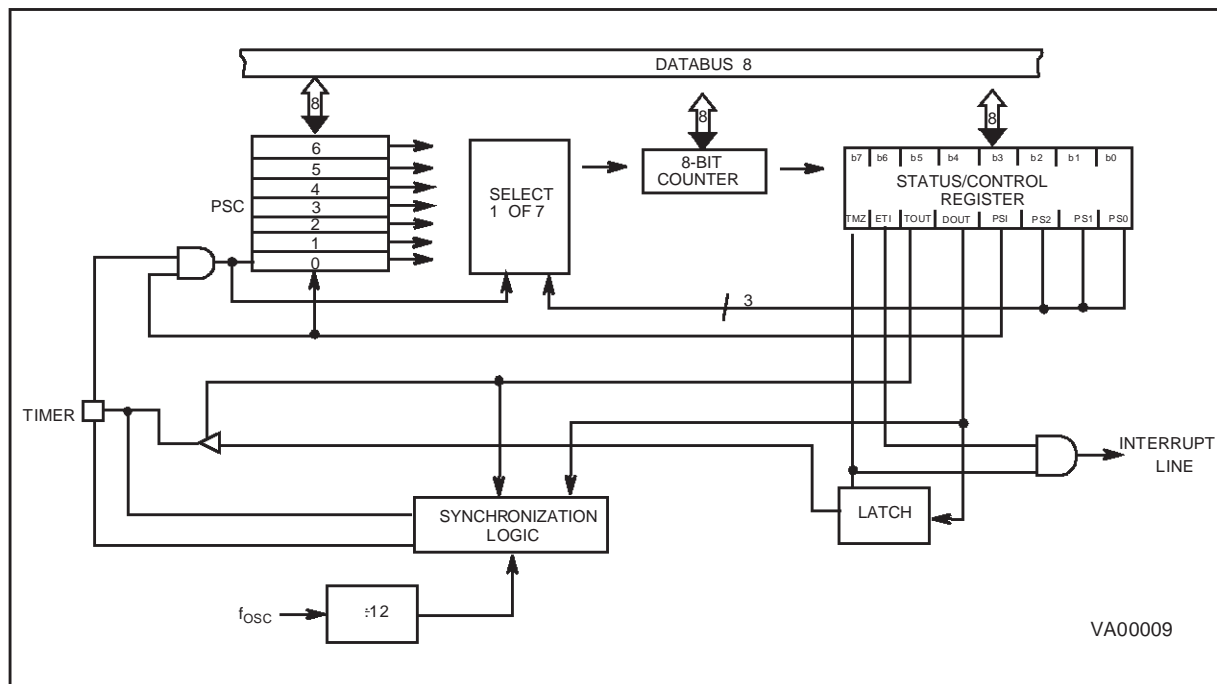 DATABUS 8
8
8
8
6
5
4
3
2
1
0
PSC
SELECT
1 OF 7
8-BIT
COUNTER
b7 b6 b5 b4 b3 b2 b1 b0
STATUS/CONTROL
REGISTER
TMZ ETI TOUT DOUT PSI PS2 PS1 PS0
3
TIMER
INTERRUPT
LINE
LATCH
SYNCHRONIZATION
LOGIC
fOSC
÷12
VA00009